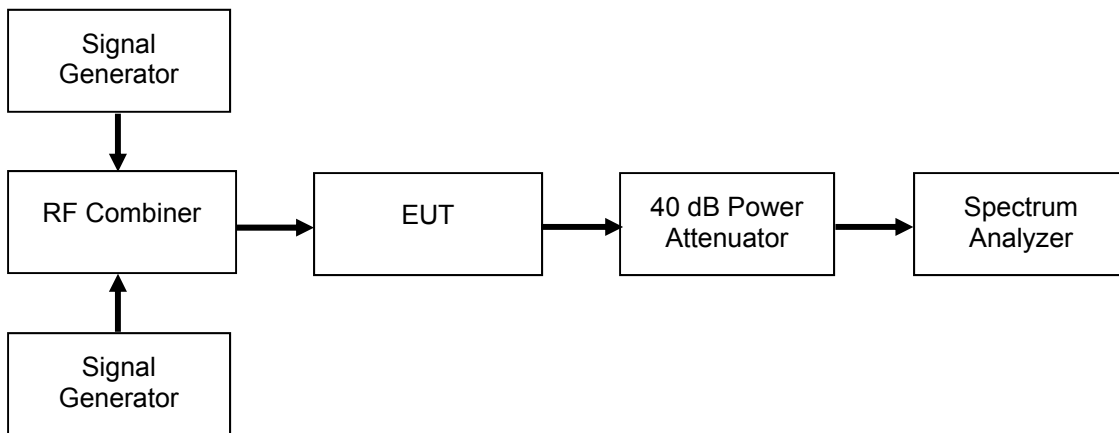 Signal
Generator
RF Combiner
EUT
40 dB Power
Attenuator
Spectrum
Analyzer
Signal
Generator